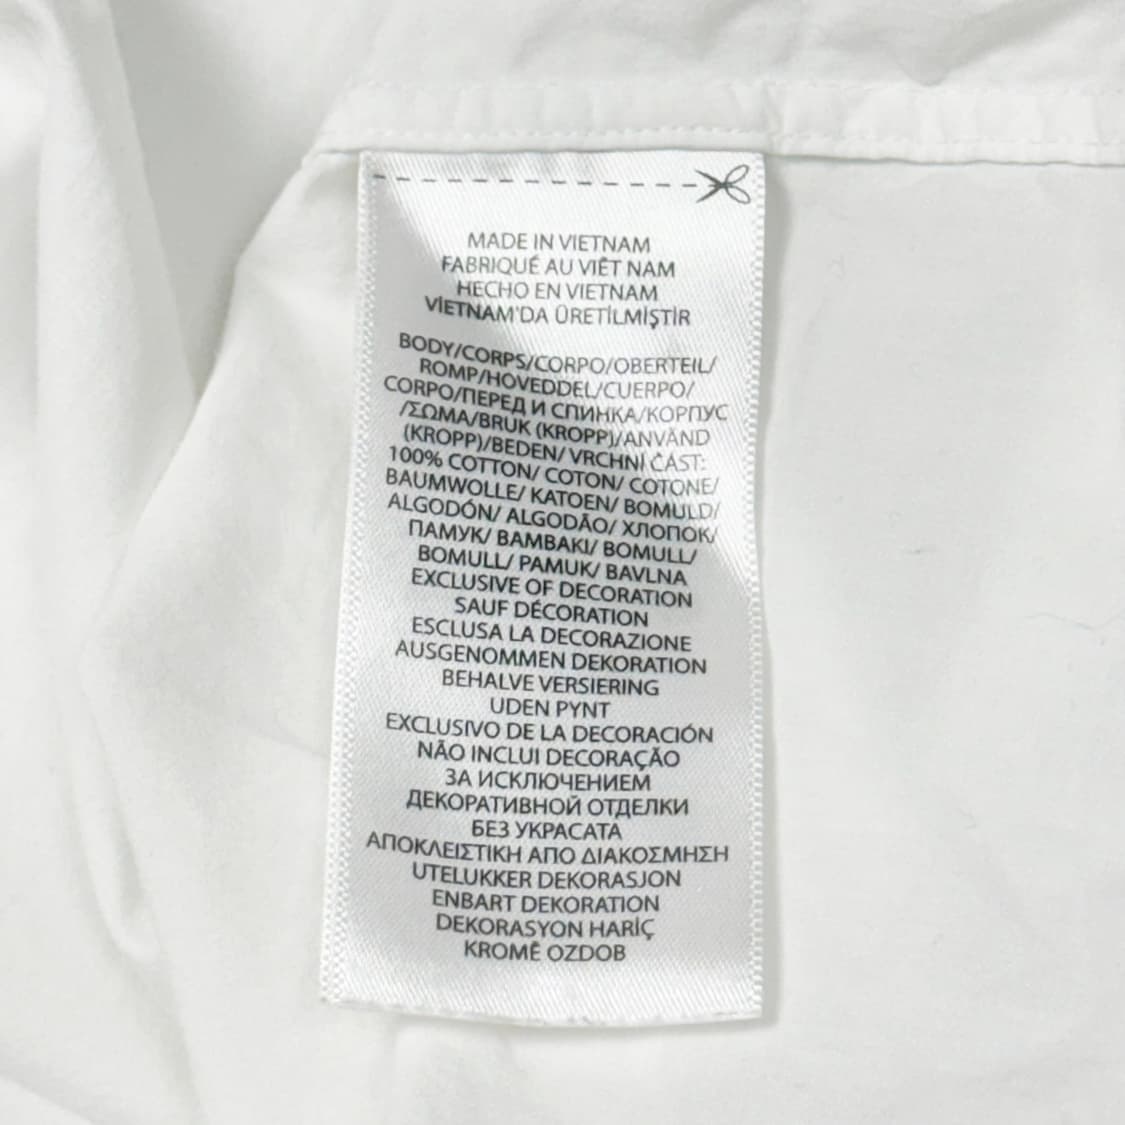 MADE IN VIETNAM
FABRIQUÉ AU VIÊT NAM
HECHO EN VIETNAM
VİETNAM'DA ÜRETİLMİŞTİR
BODY/CORPS/CORPO/OBERTEIL/
ROMP/HOVEDDEL/CUERPO/
CORPO/ПЕРЕД И СПИНКА/КОРПУС
/ΣΩΜΑ/BRUK (KROPP)/ANVÄND
(KROPP)/BEDEN/ VRCHNI ČAST:
100% COTTON/ COTON/ COTONE/
BAUMWOLLE/ KATOEN/ BOMULD/
ALGODÓN/ ALGODÃO/ ХЛОПОК/
ПАМУК/ BAMBAKI/ BOMULL/
BOMULL/ PAMUK/ BAVLNA
EXCLUSIVE OF DECORATION
SAUF DÉCORATION
ESCLUSA LA DECORAZIONE
AUSGENOMMEN DEKORATION
BEHALVE VERSIERING
UDEN PYNT
EXCLUSIVO DE LA DECORACIÓN
NÃO INCLUI DECORAÇÃO
ЗА ИСКЛЮЧЕНИЕМ
ДЕКОРАТИВНОЙ ОТДЕЛКИ
БЕЗ УКРАСАТА
ΑΠΟΚΛΕΙΣΤΙΚΗ ΑΠΟ ΔΙΑΚΟΣΜΗΣΗ
UTELUKKER DEKORASJON
ENBART DEKORATION
DEKORASYON HARİÇ
KROMĚ OZDOB